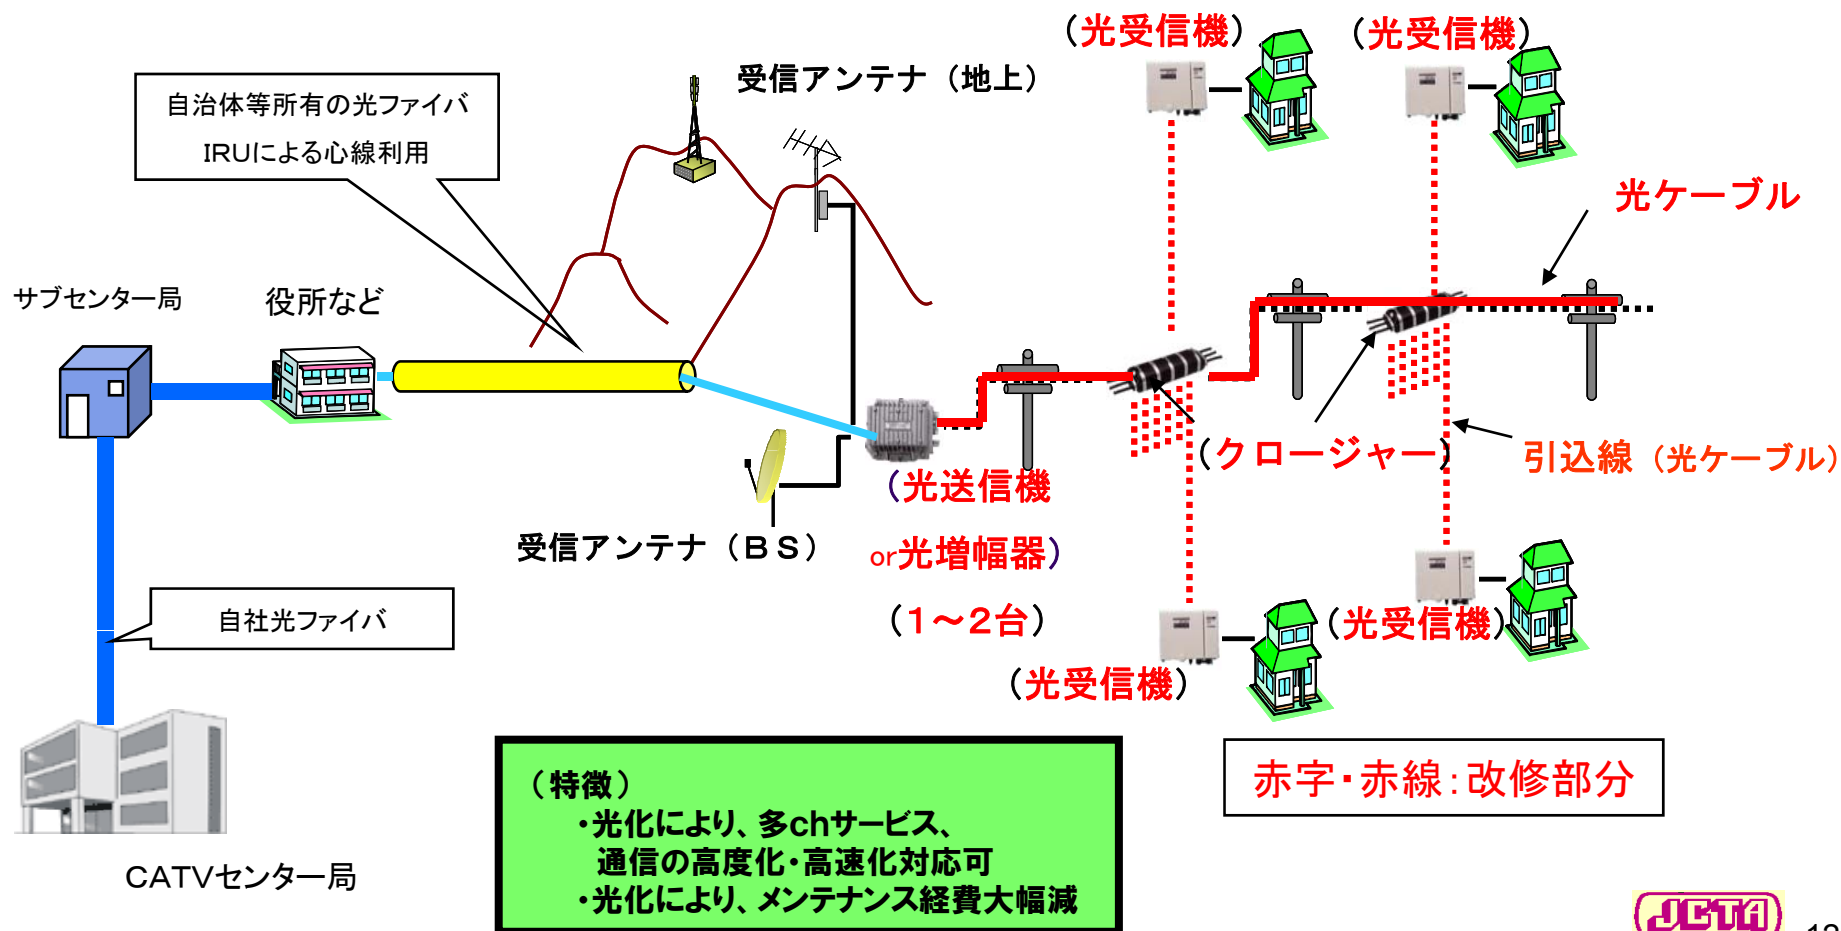 （光受信機）
（光受信機）
受信アンテナ（地上）
自治体等所有の光ファイバ
IRUによる心線利用
光ケーブル
サブセンター局
役所など
（クロージャー）
引込線（光ケーブル）
（光送信機
or光増幅器）
（１～２台）
受信アンテナ（ＢＳ）
自社光ファイバ
（光受信機）
（光受信機）
（特徴）
・光化により、多chサービス、
通信の高度化・高速化対応可
・光化により、メンテナンス経費大幅減
赤字・赤線：改修部分
CATVセンター局
JCTA